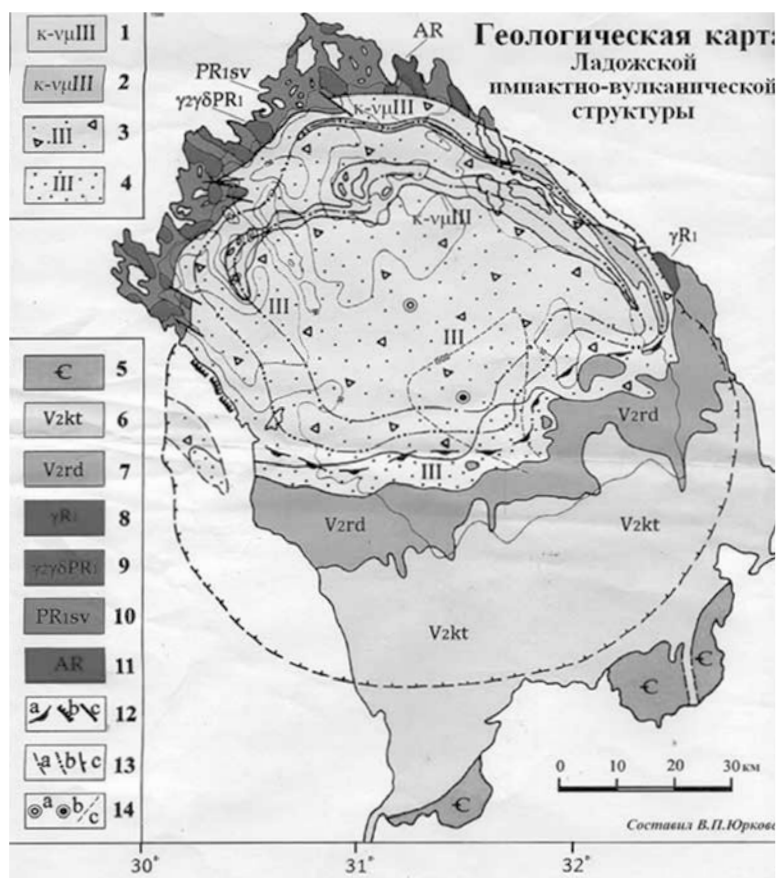 Геологическая карта
Ладожской
импактно-вулканической
структуры
κ-νμIII 1
κ-νμIII 2
III 3
III 4
AR
PR1sv
γ2γδPR1
κ-νμIII
κ-νμIII
γR1
III
III
III
V2rd
V2rd
V2kt
V2kt
Є
Є
Є
Є 5
V2kt 6
V2rd 7
γR1 8
γ2γδPR1 9
PR1sv 10
AR 11
a b c 12
a b c 13
a b c 14
0 10 20 30 км
Составил В.П.Юркове
30° 31° 32°